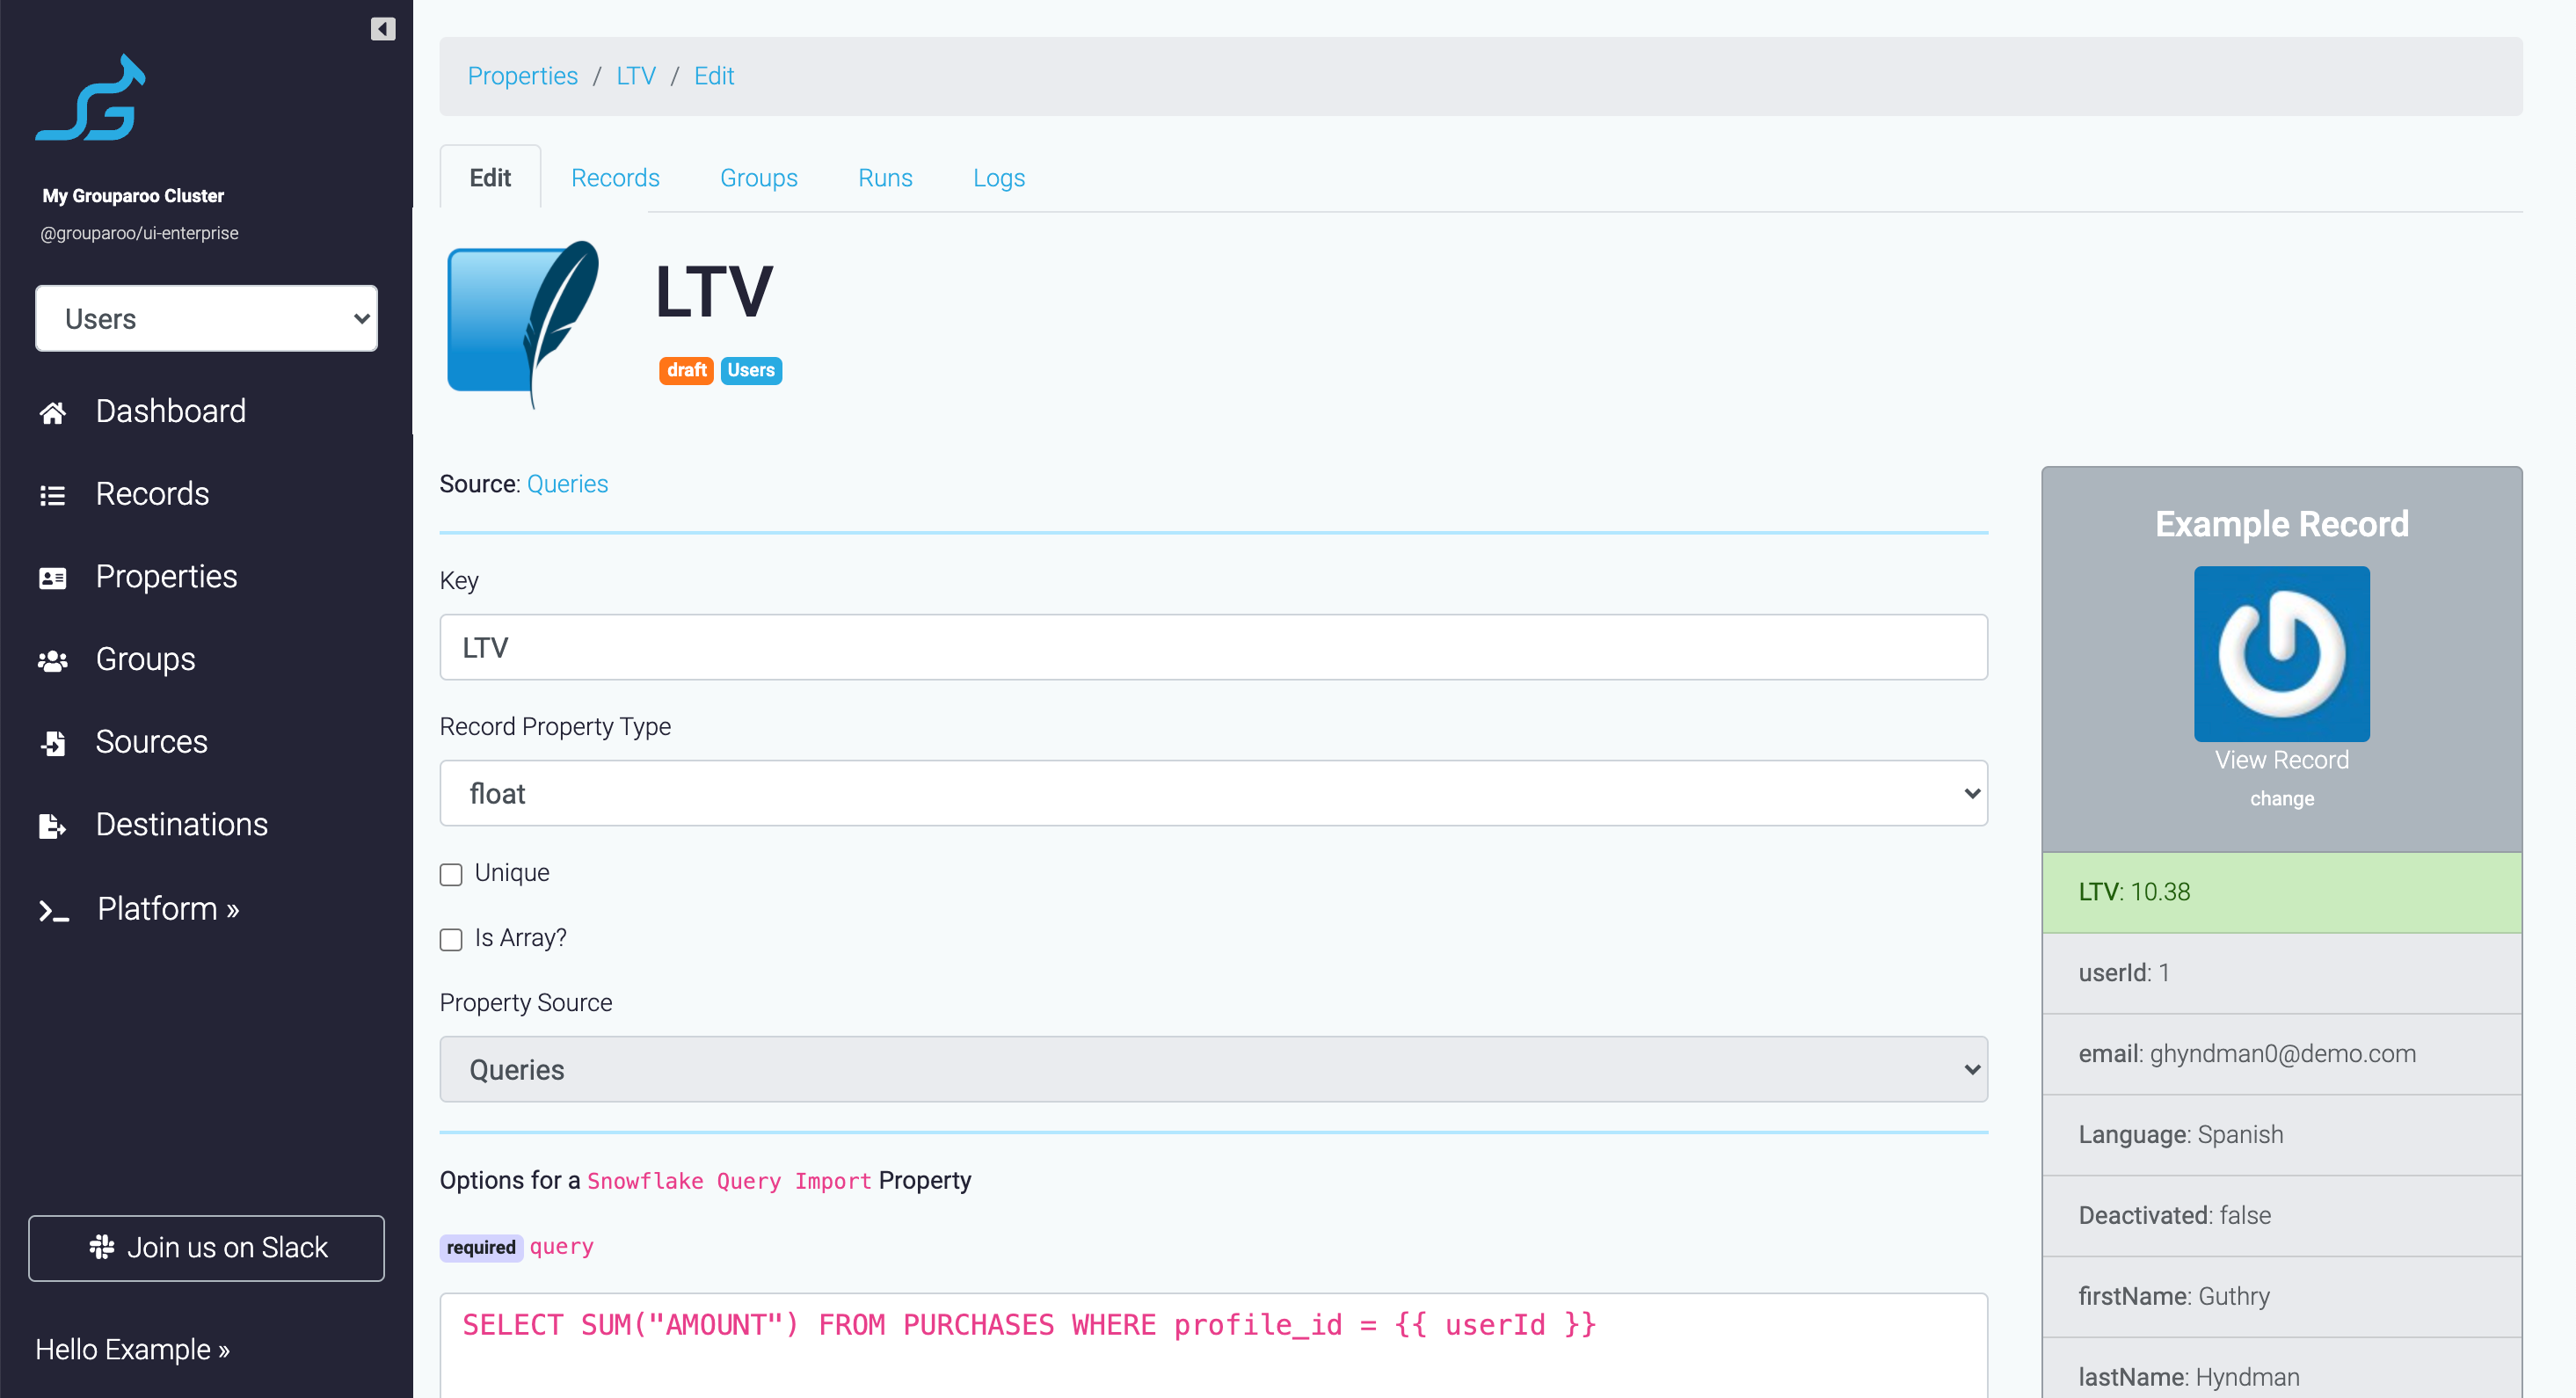 My Grouparoo Cluster
@grouparoo/ui-enterprise
Users
Dashboard
Records
Properties
Groups
Sources
Destinations
Platform »
Join us on Slack
Hello Example »
Properties / LTV / Edit
Edit Records Groups Runs Logs
LTV
draft Users
Source: Queries
Key
LTV
Record Property Type
float
Unique
Is Array?
Property Source
Queries
Options for a Snowflake Query Import Property
required query
SELECT SUM("AMOUNT") FROM PURCHASES WHERE profile_id = {{ userId }}
Example Record
View Record
change
LTV: 10.38
userId: 1
email: ghyndman0@demo.com
Language: Spanish
Deactivated: false
firstName: Guthry
lastName: Hyndman